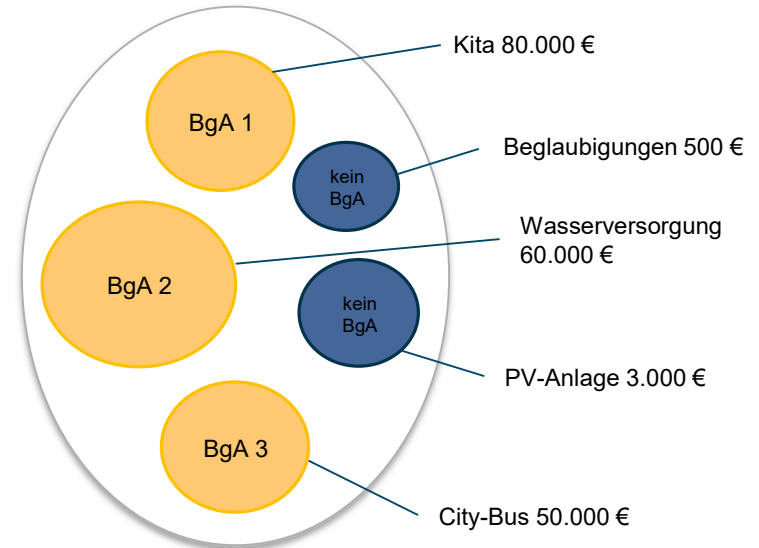 Kita 80.000 €
BgA 1
Beglaubigungen 500 €
kein
BgA
Wasserversorgung
60.000 €
BgA 2
kein
BgA
PV-Anlage 3.000 €
BgA 3
City-Bus 50.000 €